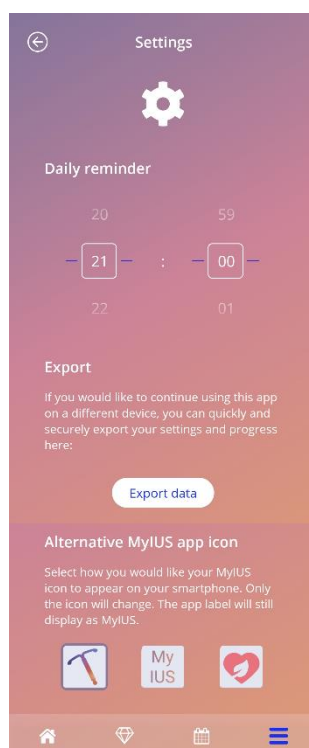 Settings
Daily reminder
20 59
21 : 00
22 01
Export
If you would like to continue using this app
on a different device, you can quickly and
securely export your settings and progress
here:
Export data
Alternative MyIUS app icon
Select how you would like your MyIUS
icon to appear on your smartphone. Only
the icon will change. The app label will still
display as MyIUS.
My
IUS